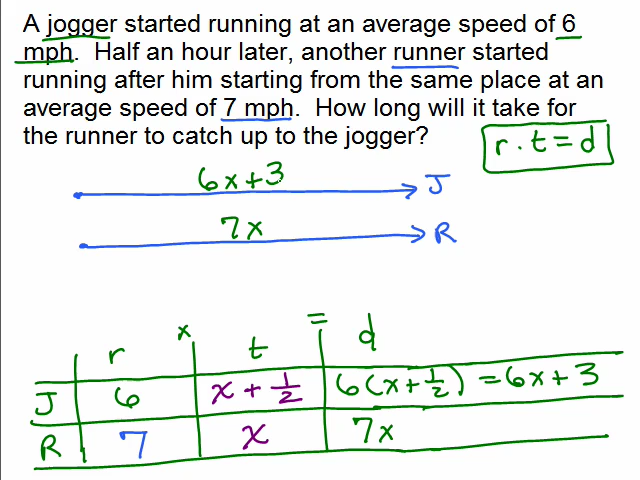 A jogger started running at an average speed of 6
mph. Half an hour later, another runner started
running after him starting from the same place at an
average speed of 7 mph. How long will it take for
the runner to catch up to the jogger?
r · t = d
6x+3
J
7x
R
r x t = d
J 6 x + 1/2 6(x+1/2) = 6x+3
R 7 x 7x